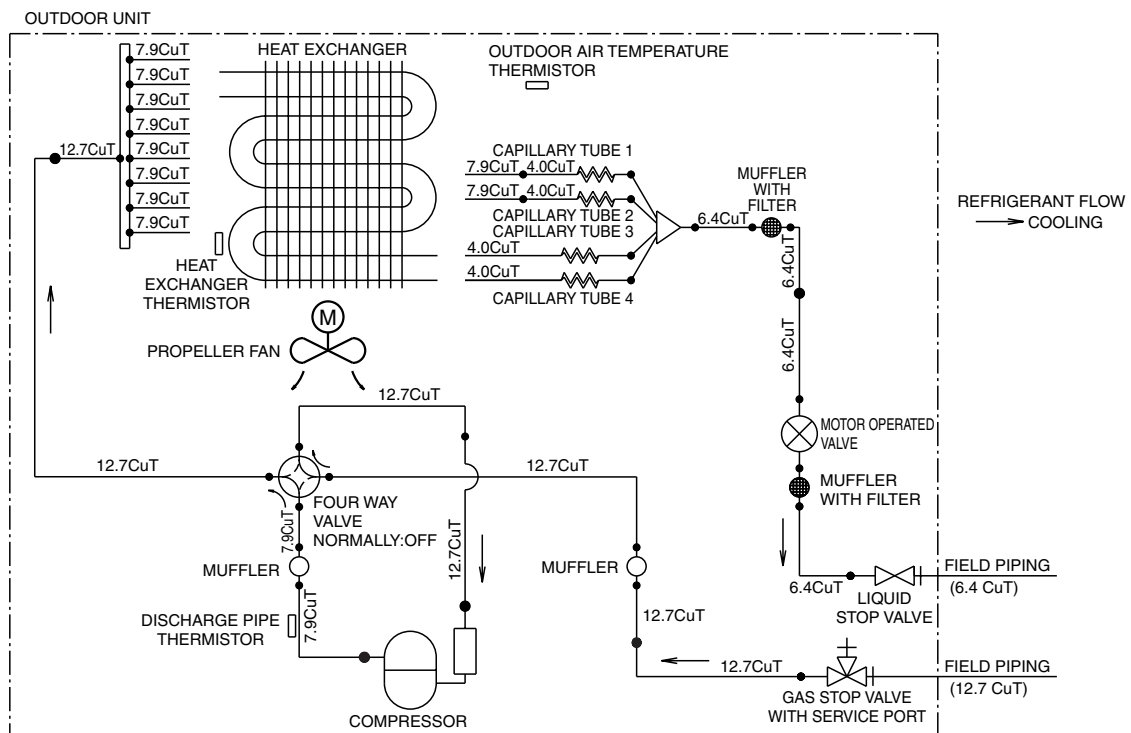 OUTDOOR UNIT
7.9CuT
7.9CuT
7.9CuT
7.9CuT
7.9CuT
7.9CuT
7.9CuT
7.9CuT
12.7CuT
HEAT EXCHANGER
HEAT
EXCHANGER
THERMISTOR
OUTDOOR AIR TEMPERATURE
THERMISTOR
CAPILLARY TUBE 1
7.9CuT 4.0CuT
7.9CuT 4.0CuT
CAPILLARY TUBE 2
CAPILLARY TUBE 3
4.0CuT
4.0CuT
CAPILLARY TUBE 4
6.4CuT
MUFFLER
WITH
FILTER
6.4CuT
6.4CuT
REFRIGERANT FLOW
COOLING
M
PROPELLER FAN
12.7CuT
12.7CuT
12.7CuT
FOUR WAY
VALVE
NORMALLY:OFF
7.9CuT
12.7CuT
MUFFLER
DISCHARGE PIPE
THERMISTOR
7.9CuT
COMPRESSOR
MUFFLER
12.7CuT
MOTOR OPERATED
VALVE
MUFFLER
WITH FILTER
6.4CuT
LIQUID
STOP VALVE
FIELD PIPING
(6.4 CuT)
12.7CuT
GAS STOP VALVE
WITH SERVICE PORT
FIELD PIPING
(12.7 CuT)